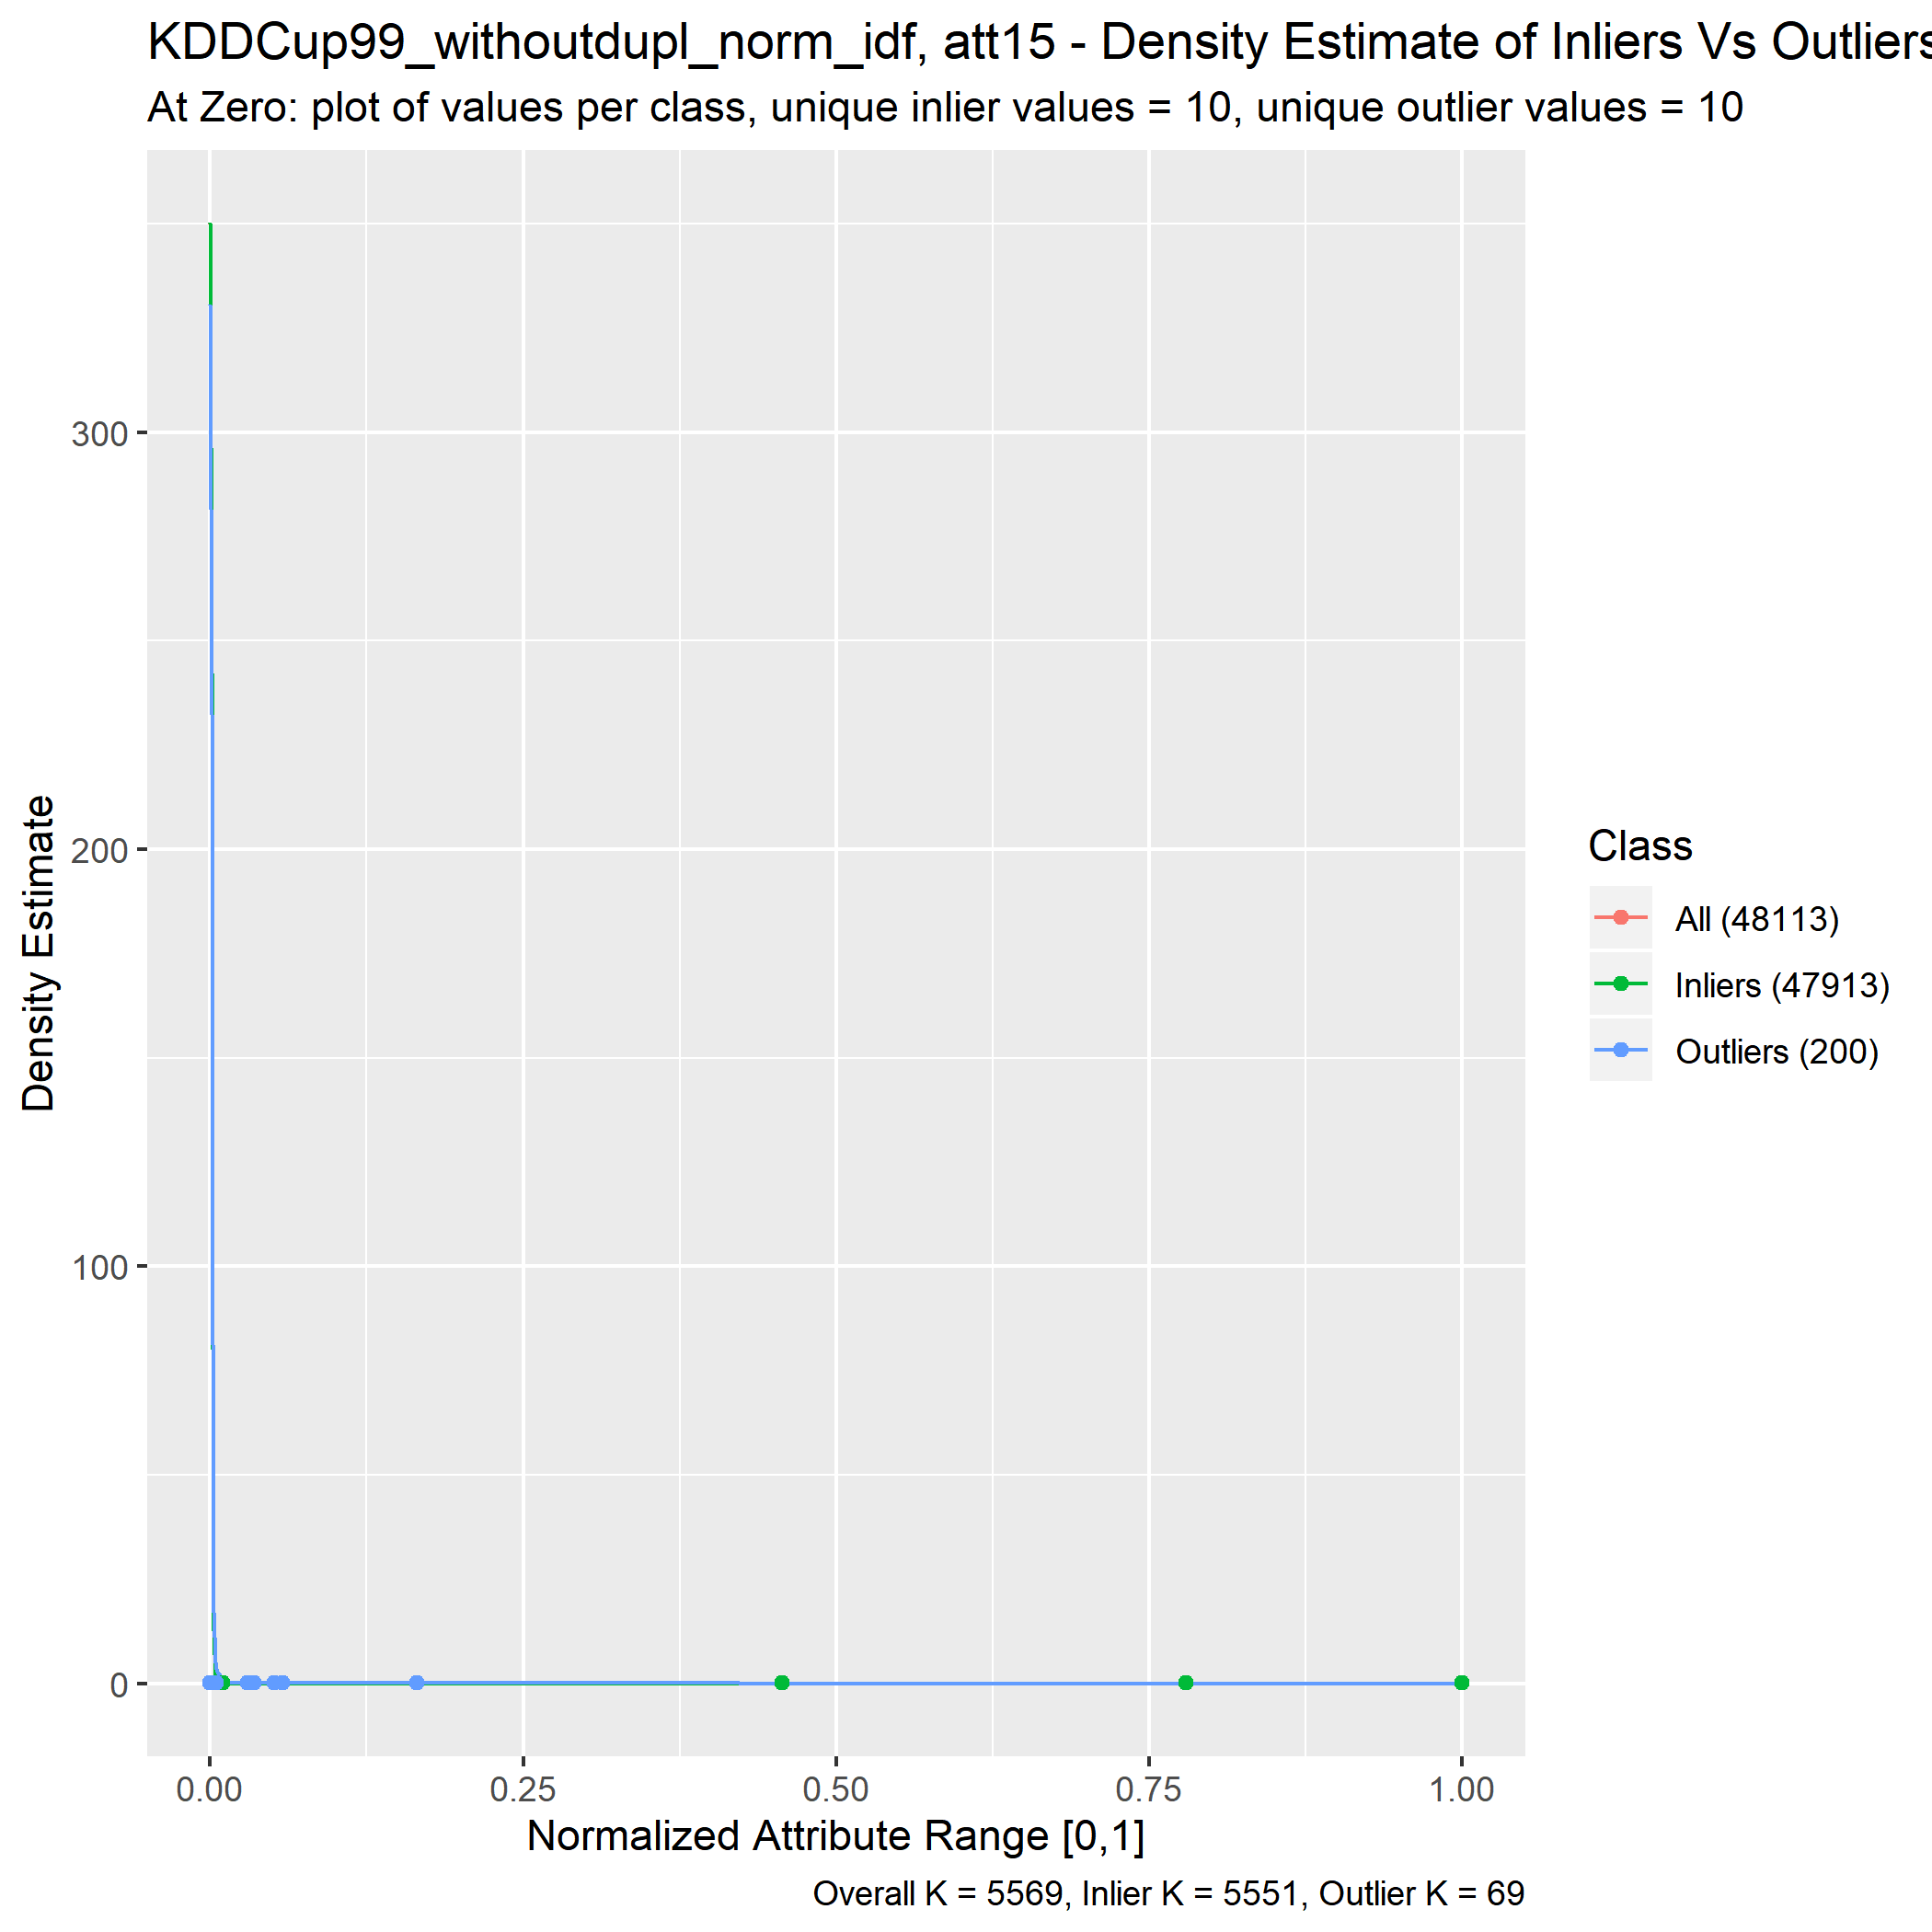 KDDCup99_withoutdupl_norm_idf, att15 - Density Estimate of Inliers Vs Outliers
At Zero: plot of values per class, unique inlier values = 10, unique outlier values = 10
300
200
100
0
Density Estimate
0.00 0.25 0.50 0.75 1.00
Normalized Attribute Range [0,1]
Overall K = 5569, Inlier K = 5551, Outlier K = 69
Class
All (48113)
Inliers (47913)
Outliers (200)